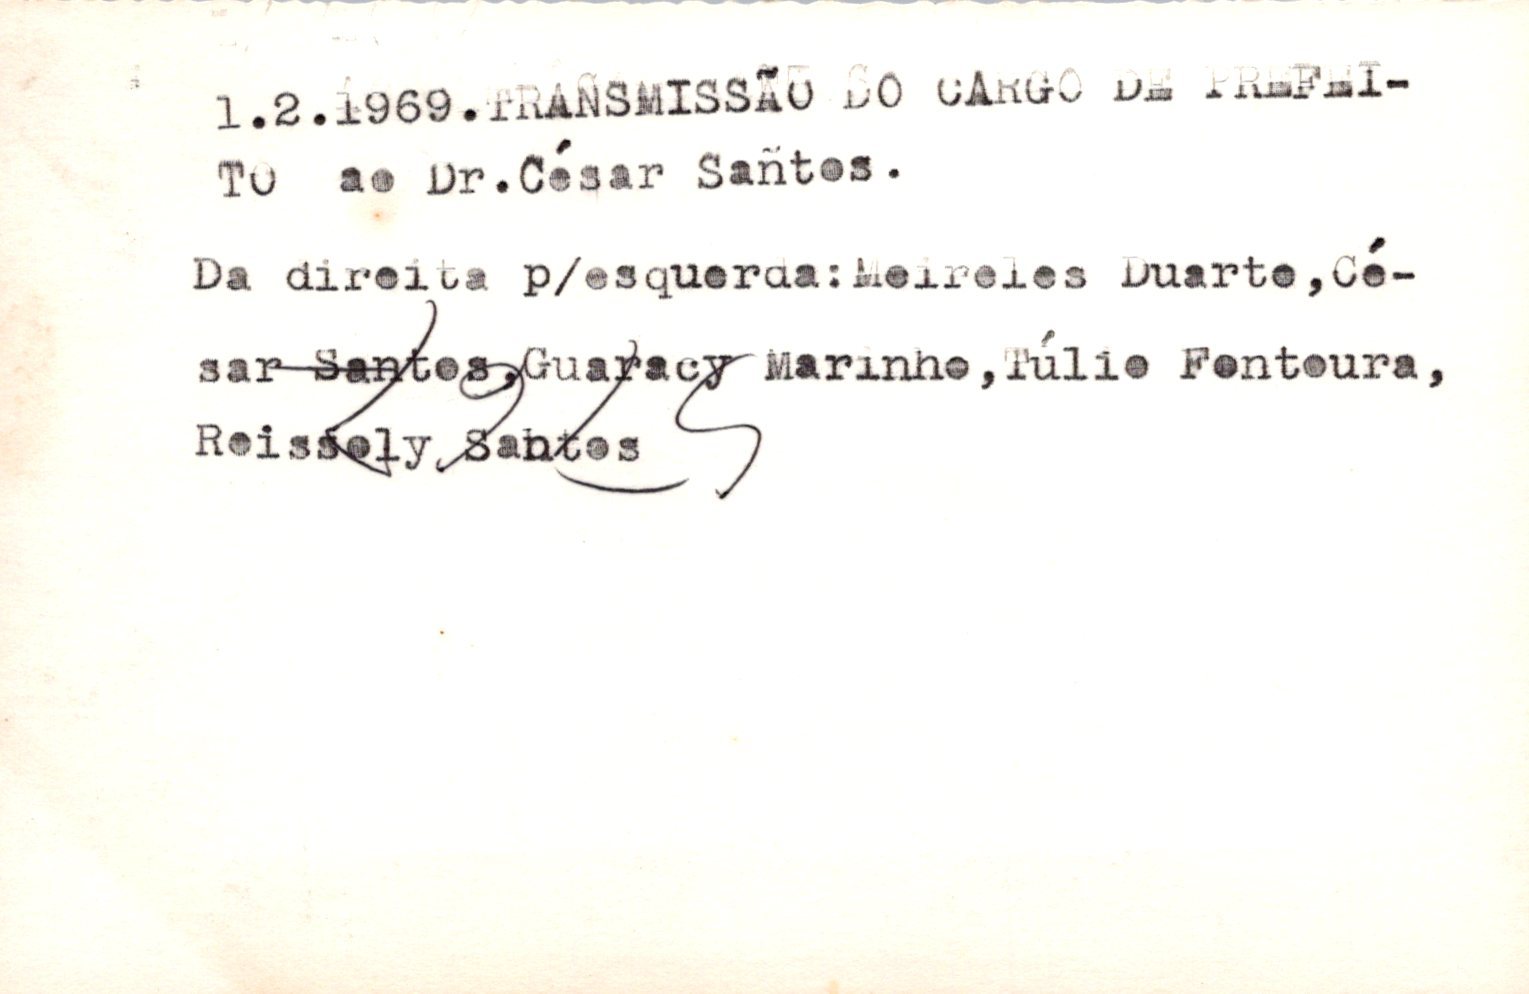 1.2.1969.TRANSMISSÃO DO CARGO DE PREFEI-
TO ao Dr.César Sañtos.
Da direita p/esquerda:Meireles Duarte,Cé-
sar Santos,Guaracy Marinho,Túlio Fontoura,
Reissoly Santos